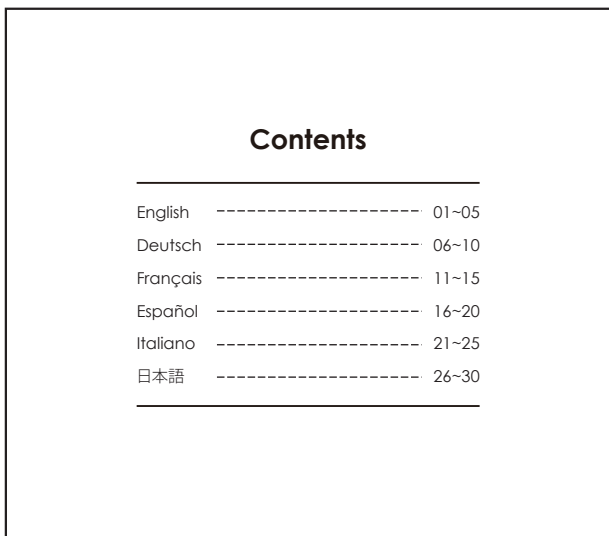 Contents
English -------------------- 01~05
Deutsch -------------------- 06~10
Français -------------------- 11~15
Español -------------------- 16~20
Italiano -------------------- 21~25
日本語 -------------------- 26~30